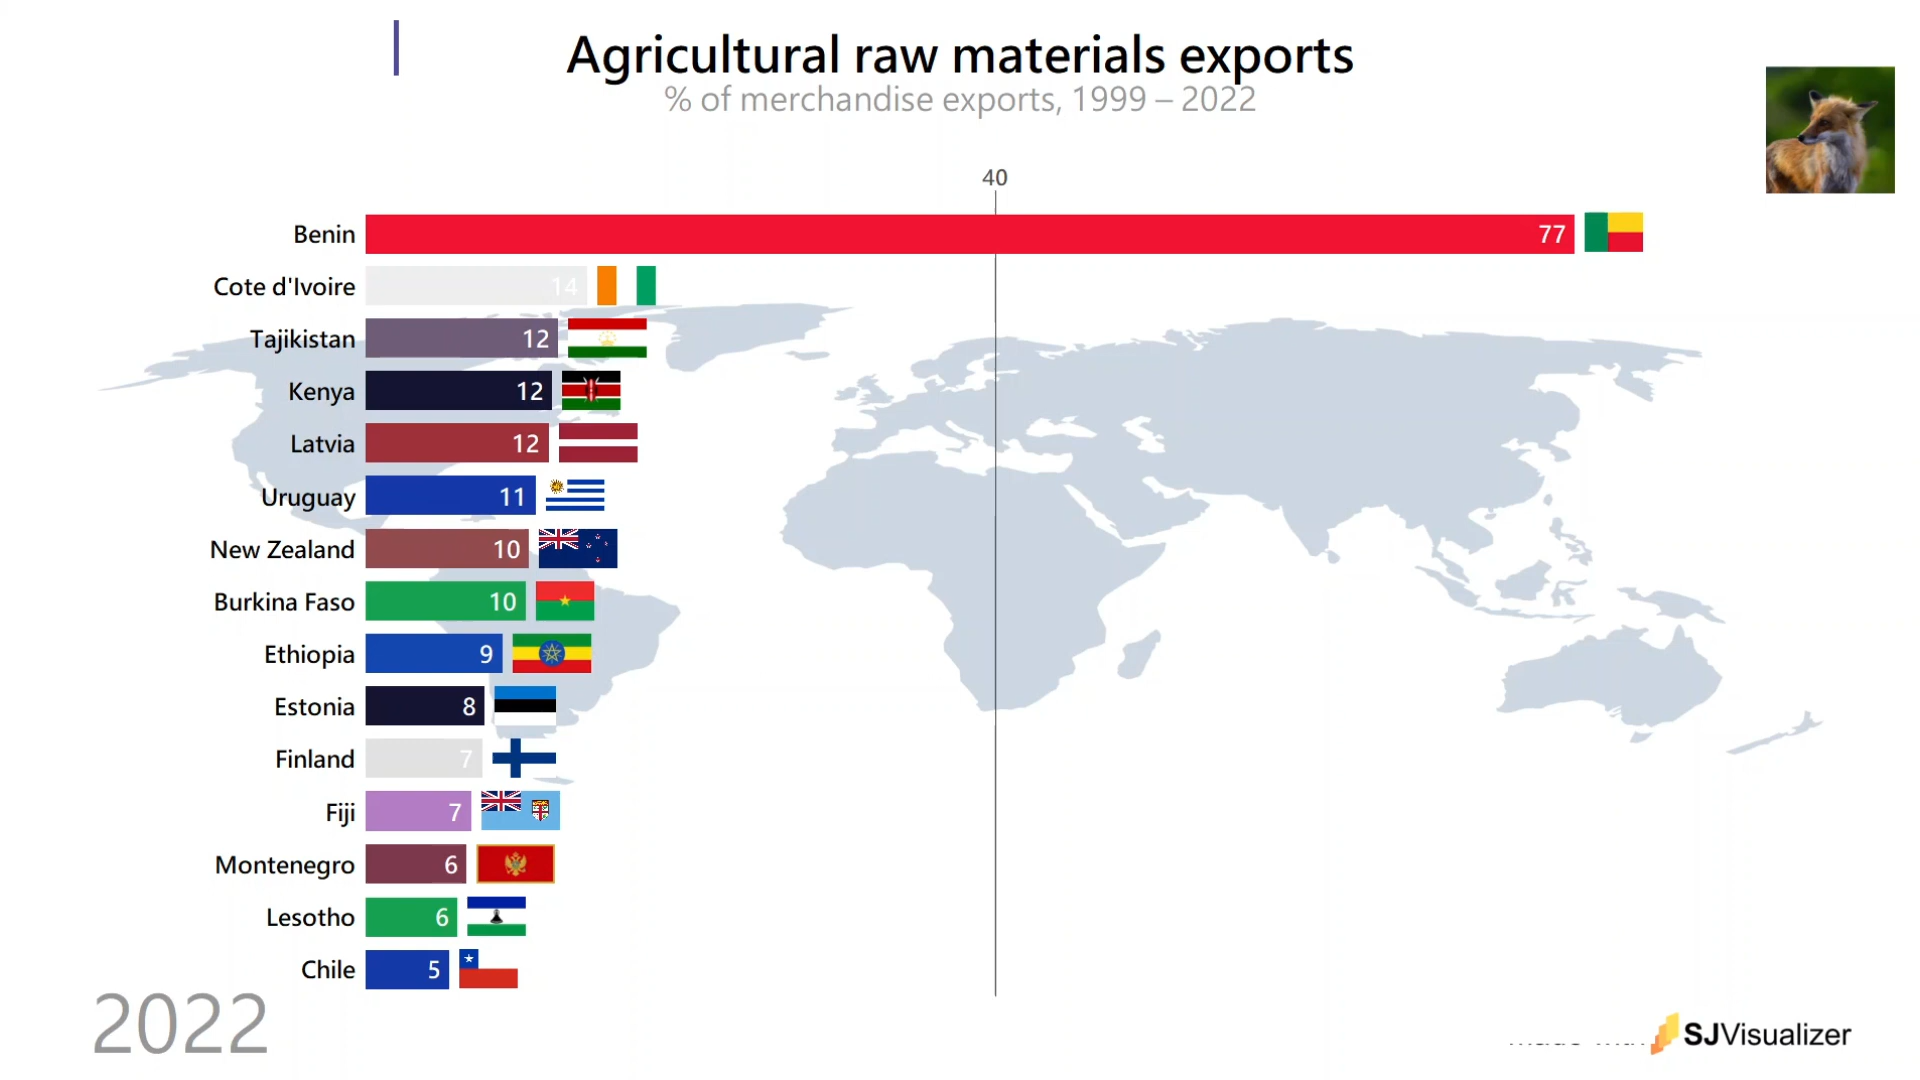 Agricultural raw materials exports
% of merchandise exports, 1999 – 2022
40
Benin 77
Cote d'Ivoire 14
Tajikistan 12
Kenya 12
Latvia 12
Uruguay 11
New Zealand 10
Burkina Faso 10
Ethiopia 9
Estonia 8
Finland 7
Fiji 7
Montenegro 6
Lesotho 6
Chile 5
2022
SJVisualizer